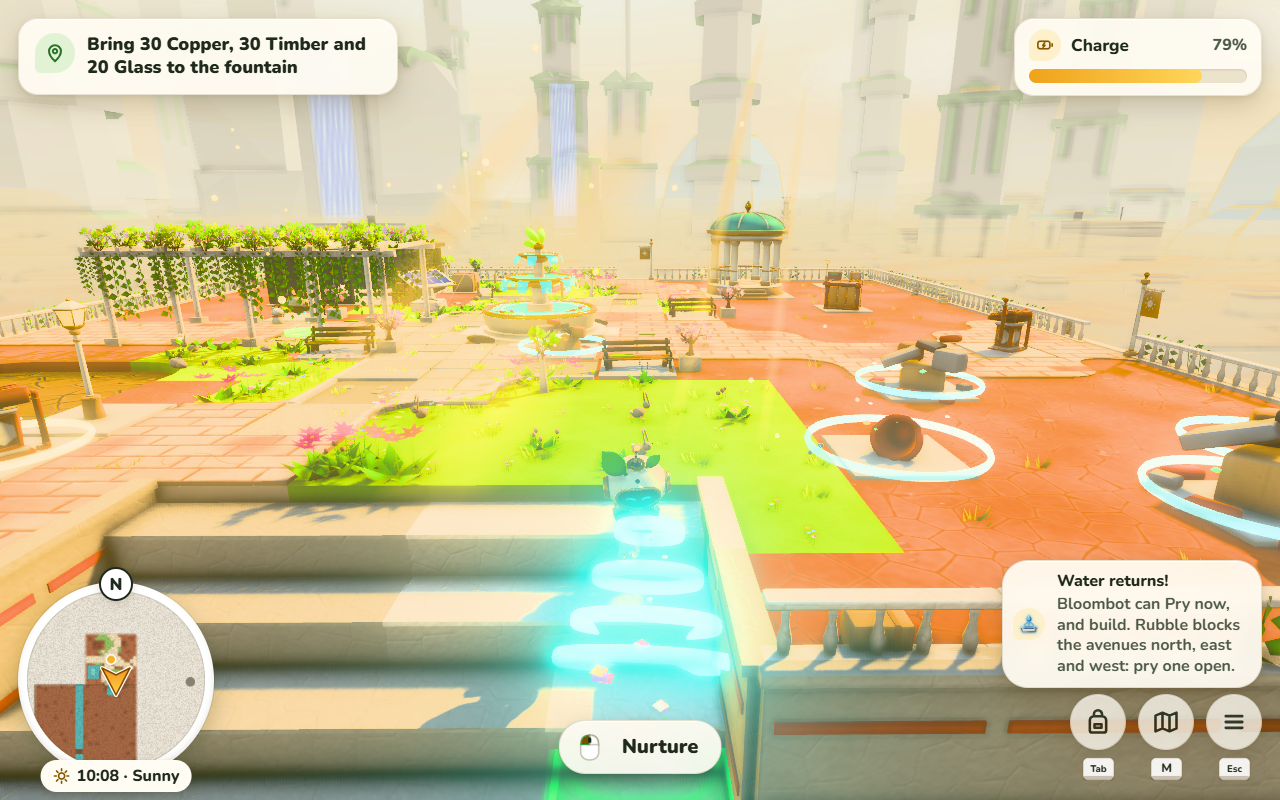 Bring 30 Copper, 30 Timber and
20 Glass to the fountain
Charge 79%
Water returns!
Bloombot can Pry now,
and build. Rubble blocks
the avenues north, east
and west: pry one open.
N
10:08 · Sunny
Nurture
Tab M Esc